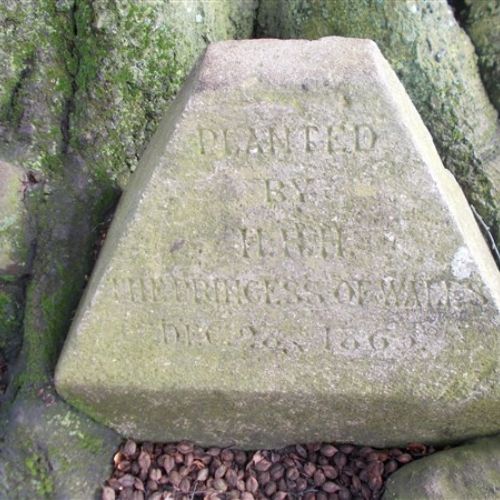 PLANTED
BY
H.R.H.
THE PRINCESS OF WALES
DEC